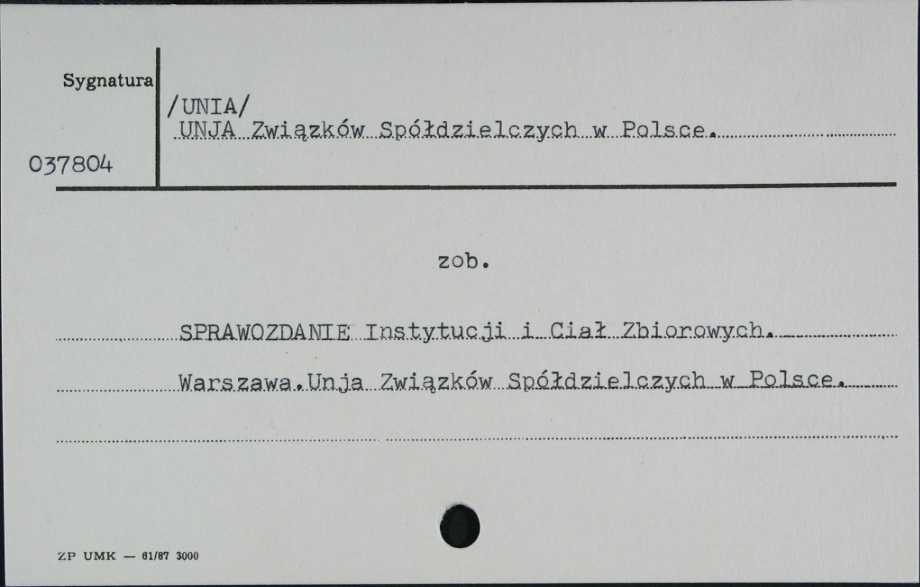 Sygnatura
/UNIA/
UNJA Związków Spółdzielczych w Polsce.
037804
zob.
SPRAWOZDANIE Instytucji i Ciał Zbiorowych.
Warszawa.Unja Związków Spółdzielczych w Polsce.
ZP UMK — 61/87 3000